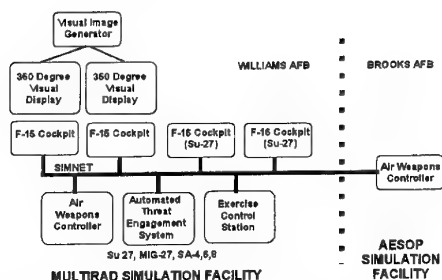 Visual Image
Generator
360 Degree
Visual
Display
360 Degree
Visual
Display
WILLIAMS AFB
BROOKS AFB
F-15 Cockpit
F-15 Cockpit
F-15 Cockpit
(Su-27)
F-15 Cockpit
(Su-27)
SIMNET
Air Weapons
Controller
Air
Weapons
Controller
Automated
Threat
Engagement
System
Exercise
Control
Station
Su 27, MIG-27, SA-4,6,8
MULTIRAD SIMULATION FACILITY
AESOP
SIMULATION
FACILITY